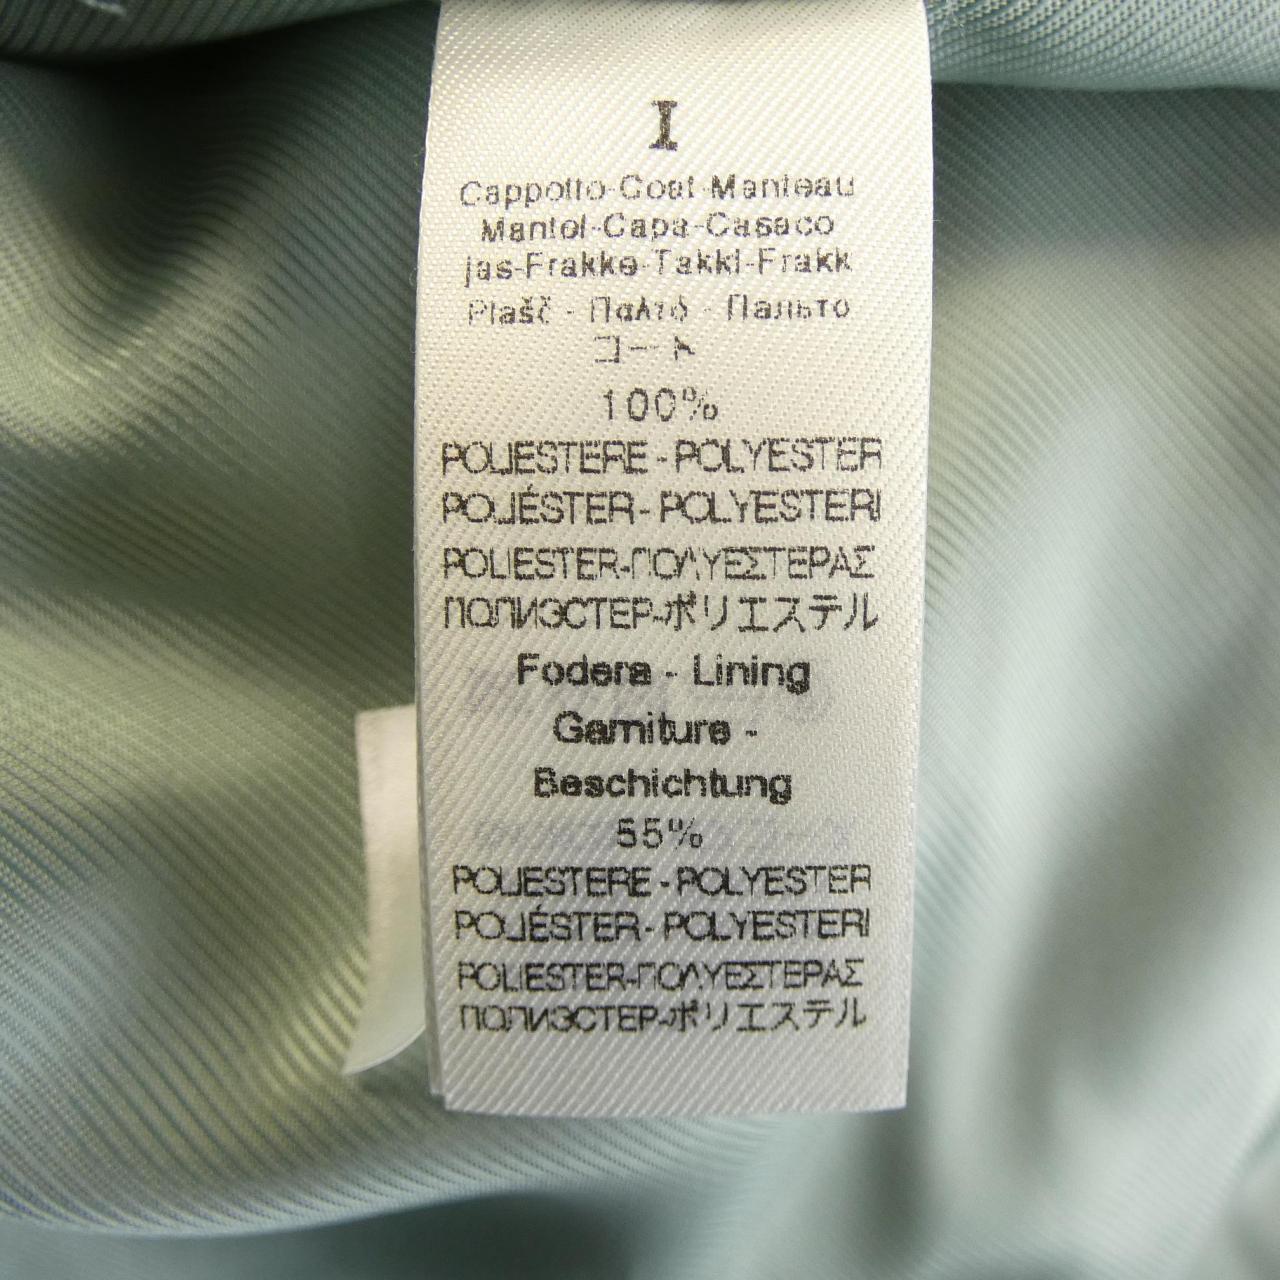 I
Cappotto-Coat-Manteau
Mantel-Capa-Casaco
jas-Frakke-Takki-Frakk
Plašč - Παλτό - Пальто
コート
100%
POLIESTERE - POLYESTER
POLIÉSTER - POLYESTERI
POLIESTER-ΠΟΛΥΕΣΤΕΡΑΣ
ПОЛИЭСТЕР-ポリエステル
Fodera - Lining
Garniture -
Beschichtung
55%
POLIESTERE - POLYESTER
POLIÉSTER - POLYESTERI
POLIESTER-ΠΟΛΥΕΣΤΕΡΑΣ
ПОЛИЭСТЕР-ポリエステル